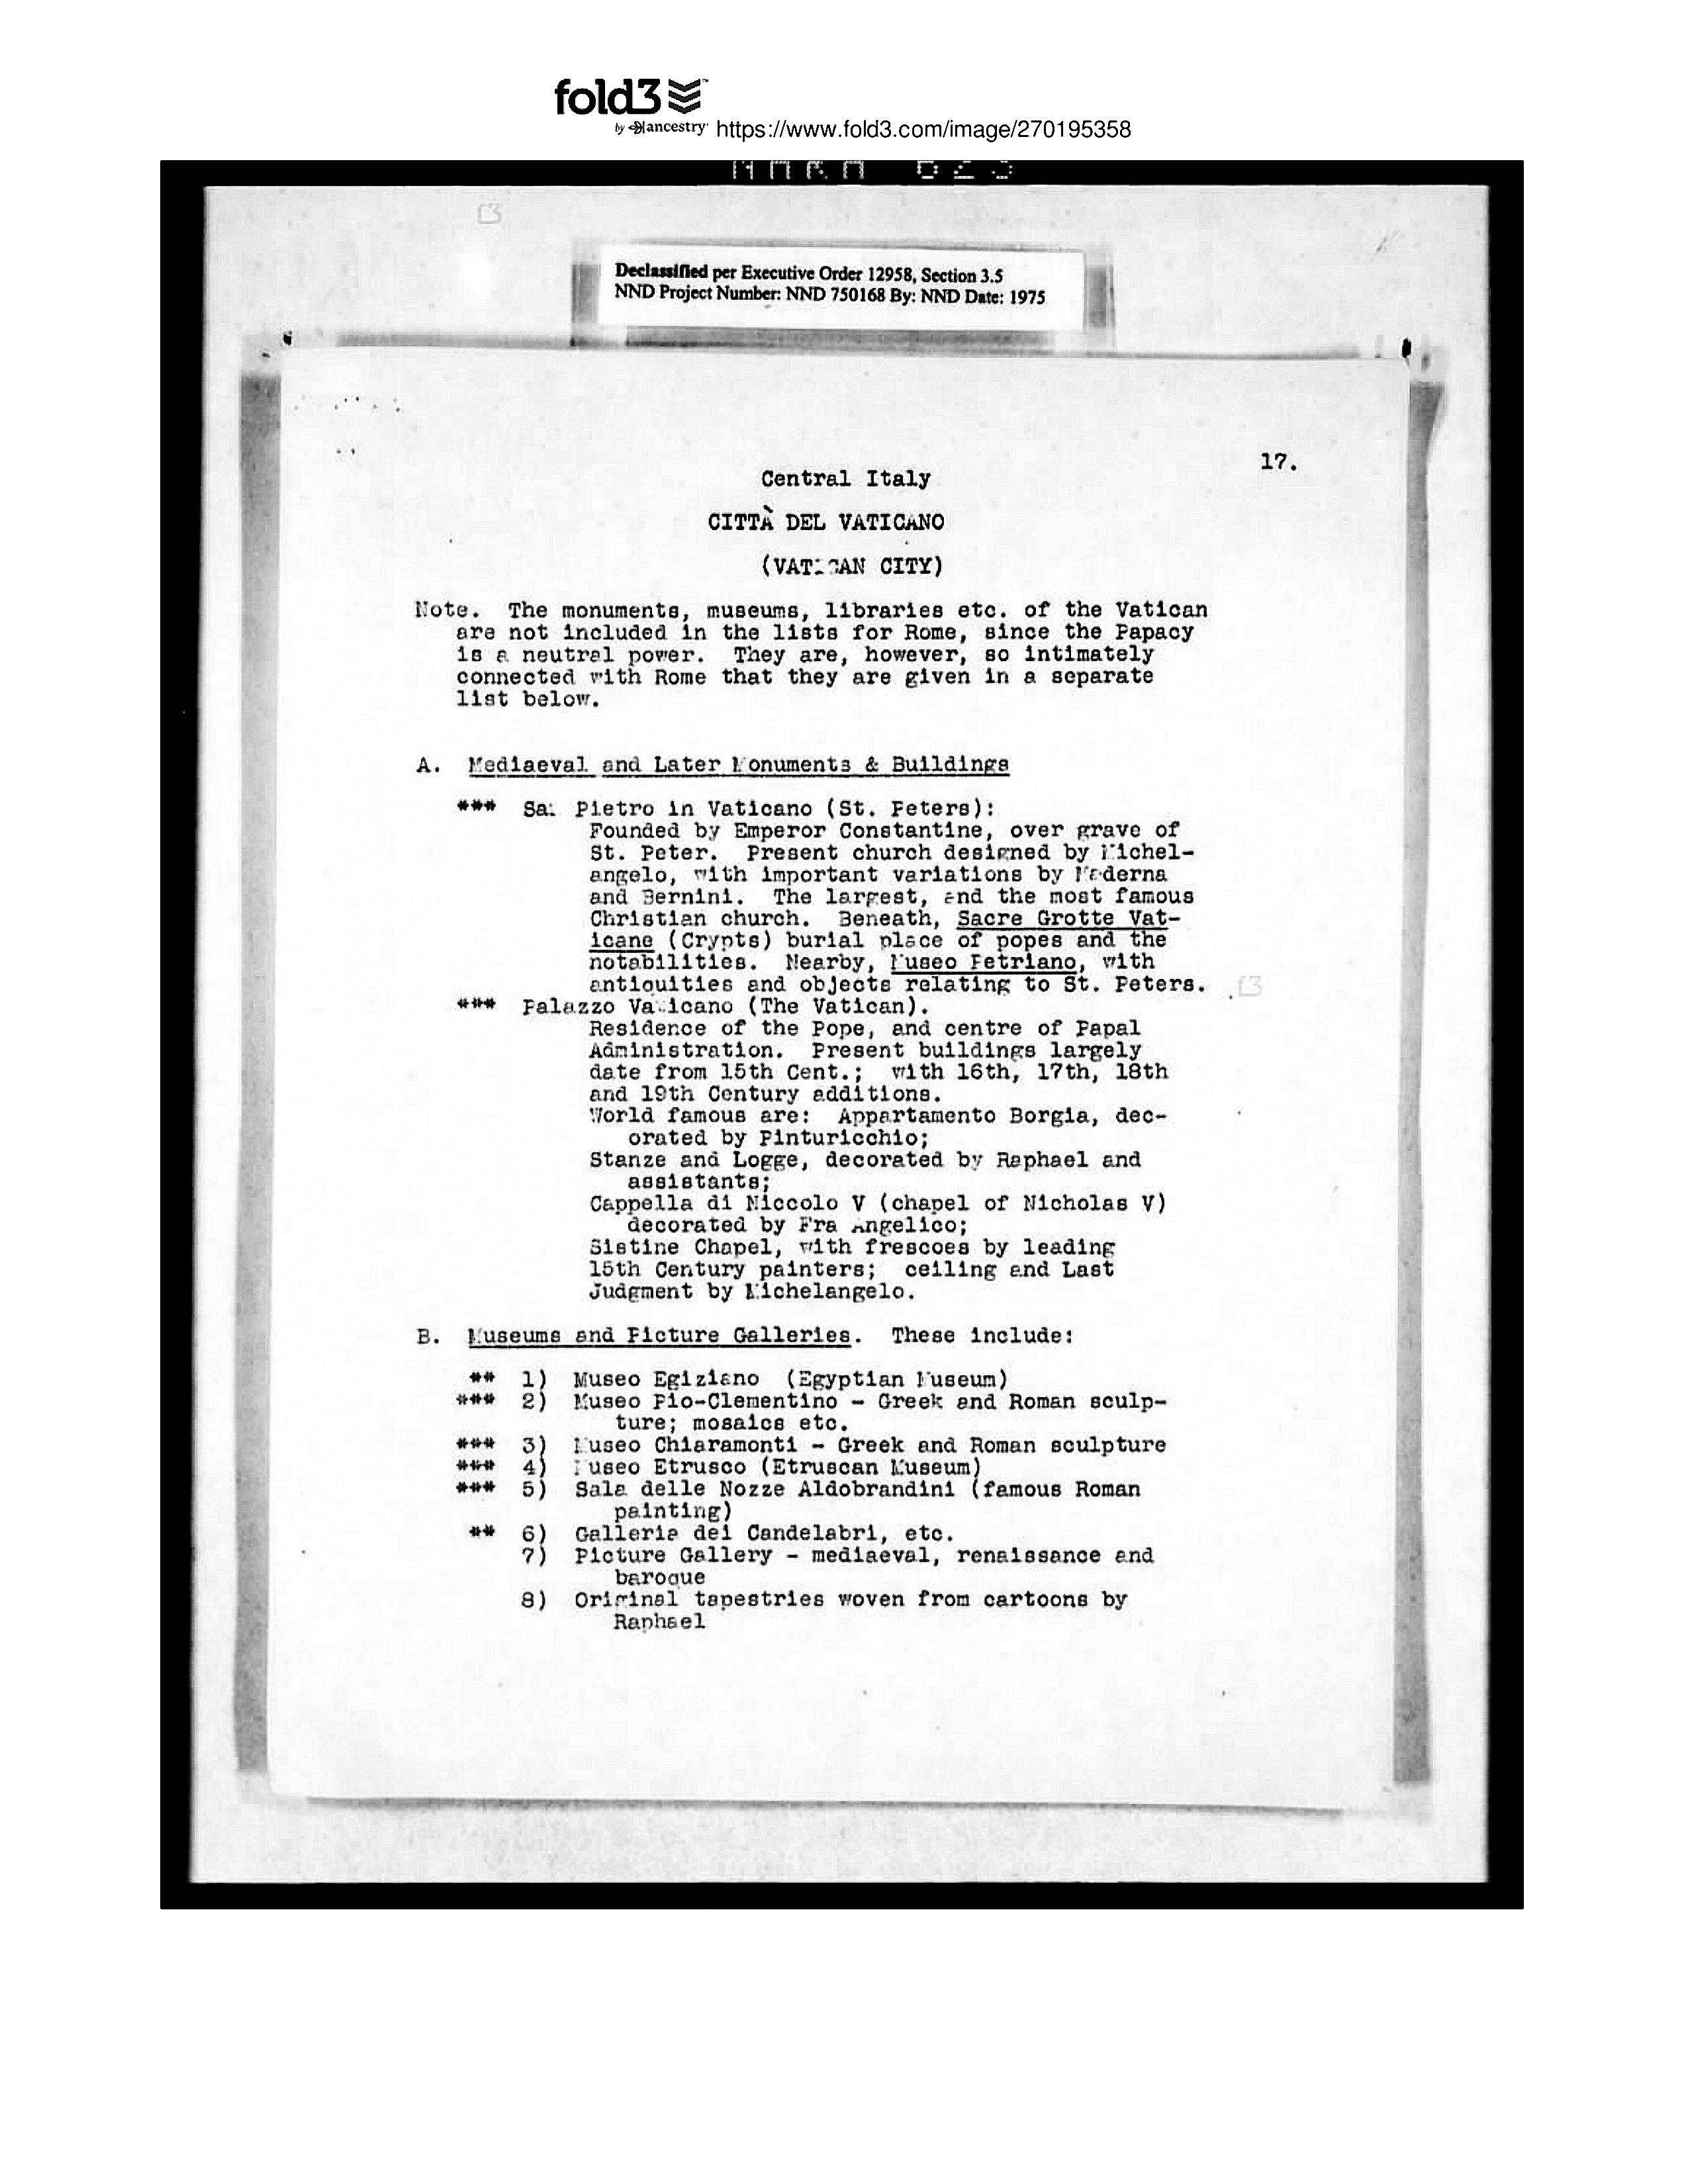 fold3
by ancestry https://www.fold3.com/image/270195358
Declassified per Executive Order 12958, Section 3.5
NND Project Number: NND 750168 By: NND Date: 1975
17.
Central Italy
CITTÀ DEL VATICANO
(VATICAN CITY)
Note. The monuments, museums, libraries etc. of the Vatican
are not included in the lists for Rome, since the Papacy
is a neutral power. They are, however, so intimately
connected with Rome that they are given in a separate
list below.
A. Mediaeval and Later Monuments & Buildings
*** San Pietro in Vaticano (St. Peters):
Founded by Emperor Constantine, over grave of
St. Peter. Present church designed by Michel-
angelo, with important variations by Maderna
and Bernini. The largest, and the most famous
Christian church. Beneath, Sacre Grotte Vat-
icane (Crypts) burial place of popes and the
notabilities. Nearby, Museo Petriano, with
antiquities and objects relating to St. Peters.
*** Palazzo Vaticano (The Vatican).
Residence of the Pope, and centre of Papal
Administration. Present buildings largely
date from 15th Cent.; with 16th, 17th, 18th
and 19th Century additions.
World famous are: Appartamento Borgia, dec-
orated by Pinturicchio;
Stanze and Logge, decorated by Raphael and
assistants;
Cappella di Niccolo V (chapel of Nicholas V)
decorated by Fra Angelico;
Sistine Chapel, with frescoes by leading
15th Century painters; ceiling and Last
Judgment by Michelangelo.
B. Museums and Picture Galleries. These include:
** 1) Museo Egiziano (Egyptian Museum)
*** 2) Museo Pio-Clementino - Greek and Roman sculp-
ture; mosaics etc.
*** 3) Museo Chiaramonti - Greek and Roman sculpture
*** 4) Museo Etrusco (Etruscan Museum)
*** 5) Sala delle Nozze Aldobrandini (famous Roman
painting)
** 6) Galleria dei Candelabri, etc.
7) Picture Gallery - mediaeval, renaissance and
baroque
8) Original tapestries woven from cartoons by
Raphael